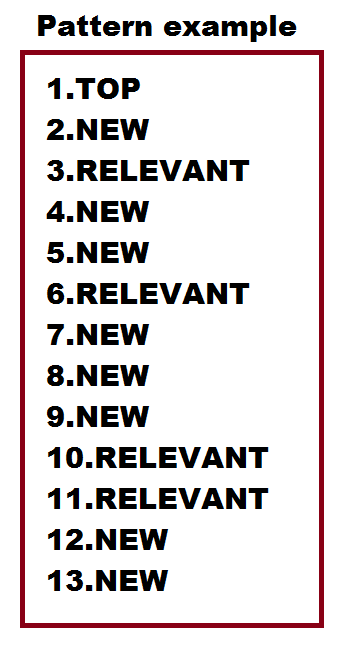 Pattern example
1.TOP
2.NEW
3.RELEVANT
4.NEW
5.NEW
6.RELEVANT
7.NEW
8.NEW
9.NEW
10.RELEVANT
11.RELEVANT
12.NEW
13.NEW